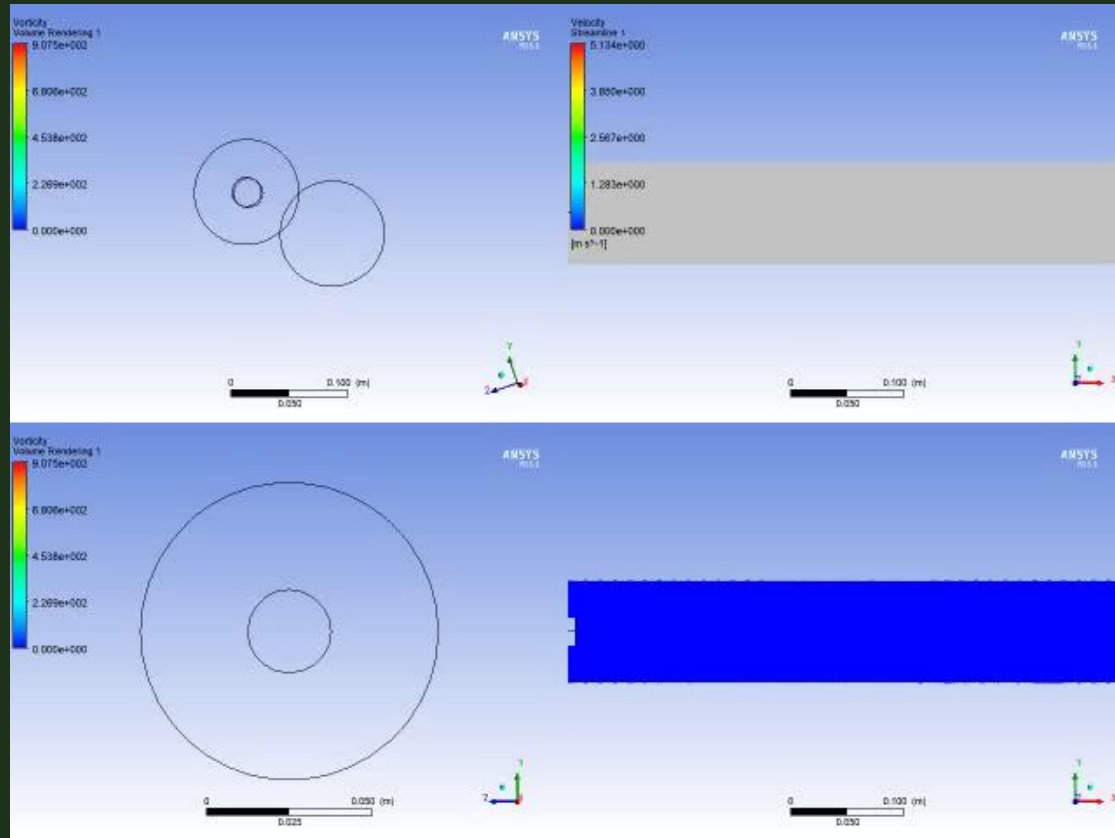 Vorticity
Volume Rendering 1
9.075e+002
6.806e+002
4.538e+002
2.269e+002
0.000e+000
ANSYS
R15.1
0
0.100 (m)
0.050
Y
Z
X
Velocity
Streamline 1
5.134e+000
3.850e+000
2.567e+000
1.283e+000
0.000e+000
[m s^-1]
ANSYS
0
0.100 (m)
0.050
Y
Z
X
Vorticity
Volume Rendering 1
9.075e+002
6.806e+002
4.538e+002
2.269e+002
0.000e+000
ANSYS
0
0.050 (m)
0.025
Y
Z
ANSYS
0
0.100 (m)
0.050
Y
X